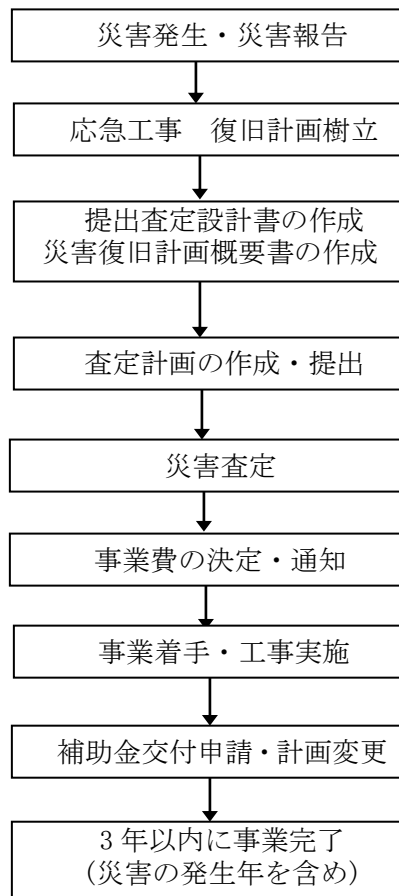 災害発生・災害報告
応急工事　復旧計画樹立
提出査定設計書の作成
災害復旧計画概要書の作成
査定計画の作成・提出
災害査定
事業費の決定・通知
事業着手・工事実施
補助金交付申請・計画変更
3 年以内に事業完了
(災害の発生年を含め)